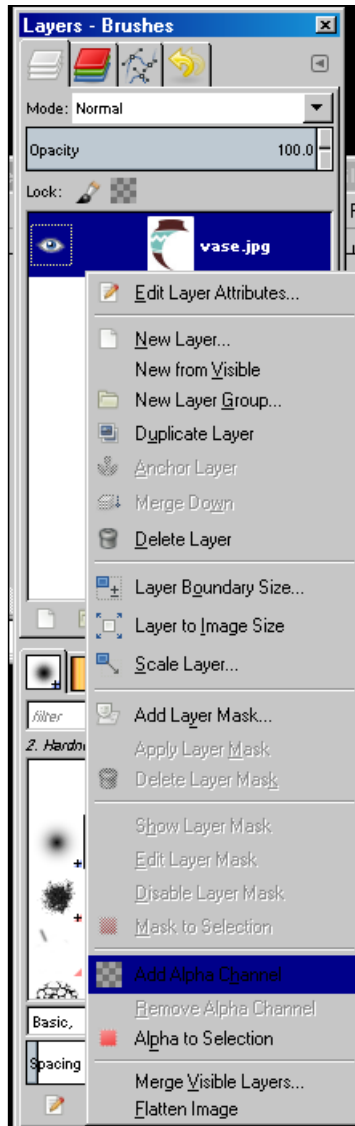 Layers - Brushes
Mode: Normal
Opacity 100.0
Lock:
vase.jpg
Edit Layer Attributes...
New Layer...
New from Visible
New Layer Group...
Duplicate Layer
Anchor Layer
Merge Down
Delete Layer
Layer Boundary Size...
Layer to Image Size
Scale Layer...
filter
Add Layer Mask...
2. Hardn
Apply Layer Mask
Delete Layer Mask
Show Layer Mask
Edit Layer Mask
Disable Layer Mask
Mask to Selection
Add Alpha Channel
Basic,
Remove Alpha Channel
Alpha to Selection
Spacing
Merge Visible Layers...
Flatten Image